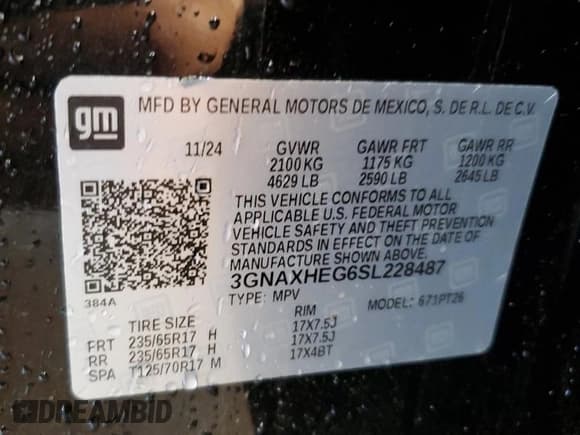 gm
MFD BY GENERAL MOTORS DE MEXICO, S. DE R.L. DE C.V.
11/24 GVWR GAWR FRT GAWR RR
2100 KG 1175 KG 1200 KG
4629 LB 2590 LB 2645 LB
THIS VEHICLE CONFORMS TO ALL
APPLICABLE U.S. FEDERAL MOTOR
VEHICLE SAFETY AND THEFT PREVENTION
STANDARDS IN EFFECT ON THE DATE OF
MANUFACTURE SHOWN ABOVE.
384A
3GNAXHEG6SL228487
TYPE: MPV MODEL: 671PT26
TIRE SIZE RIM
FRT 235/65R17 H 17X7.5J
RR 235/65R17 H 17X7.5J
SPA T125/70R17 M 17X4BT
DREAMBID